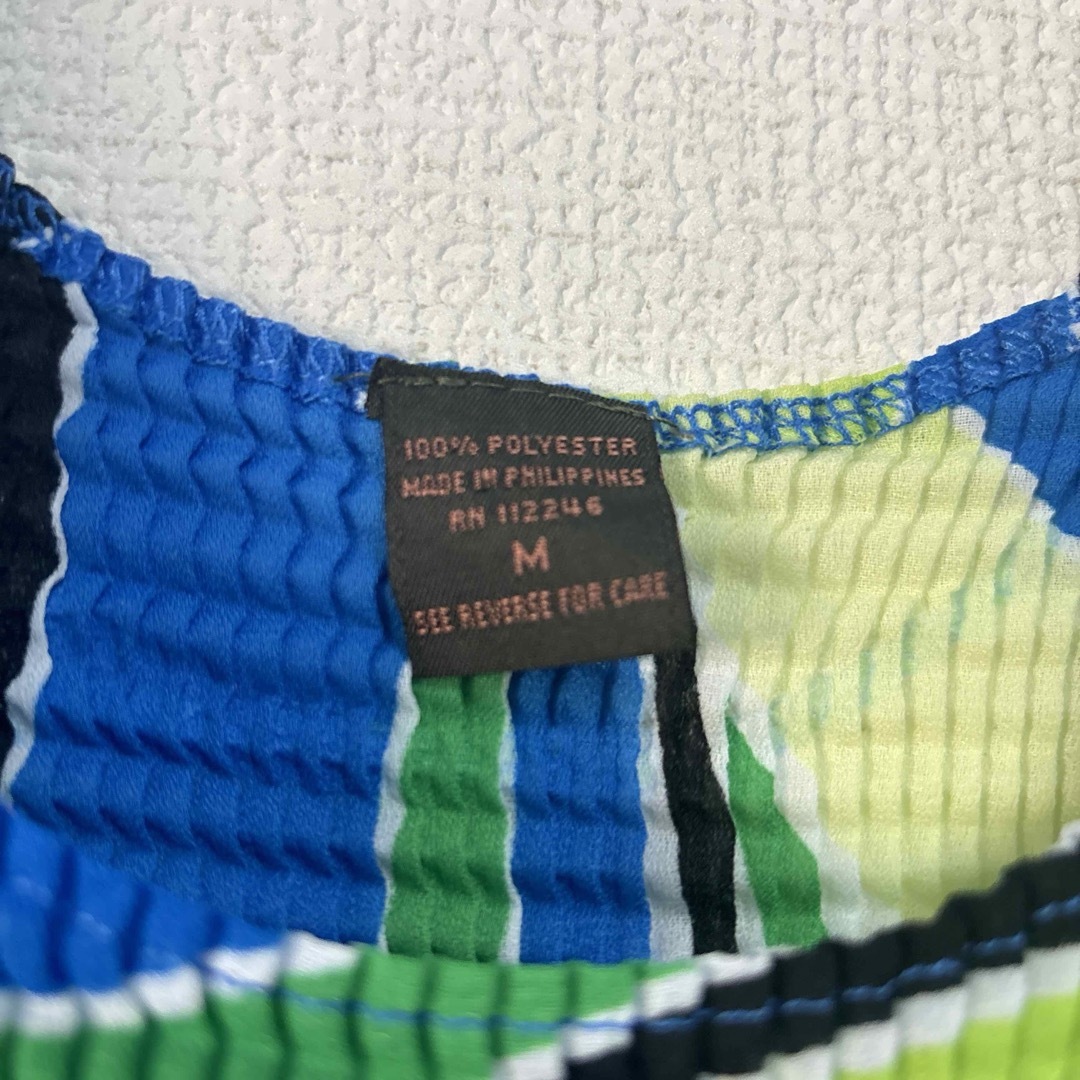 100% POLYESTER
MADE IN PHILIPPINES
RN 112246
M
SEE REVERSE FOR CARE